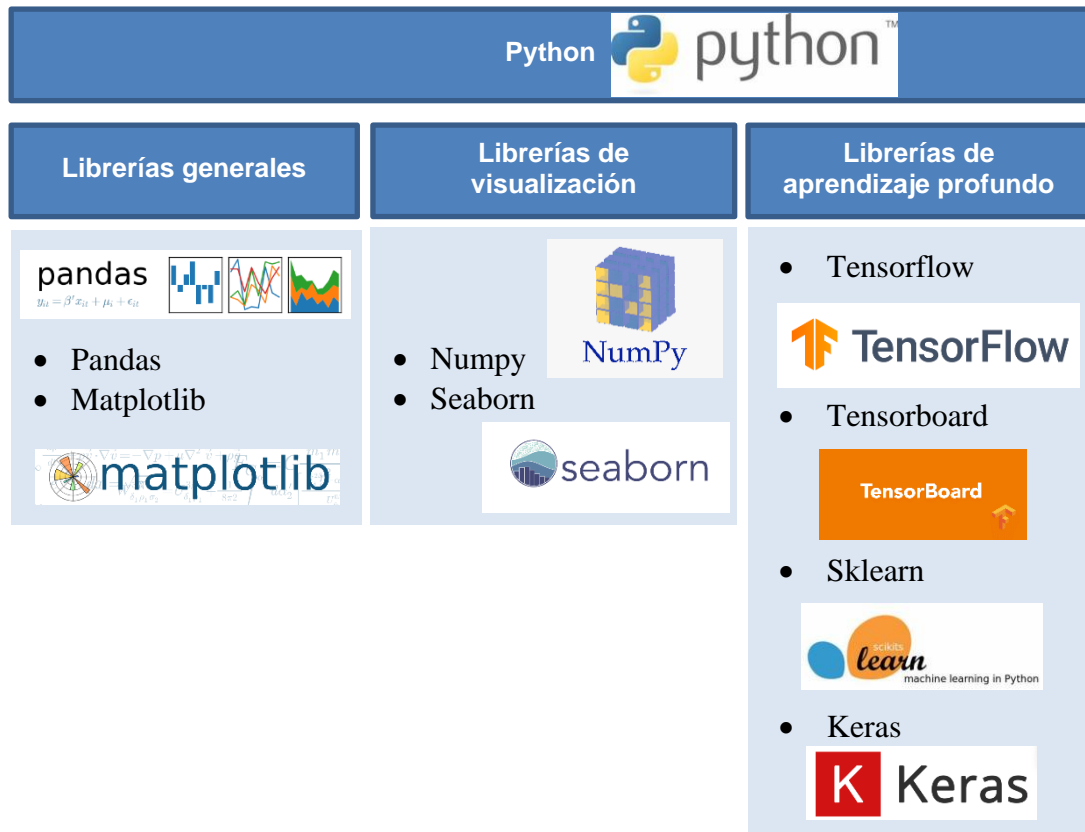 Python
python™
Librerías generales
Librerías de
visualización
Librerías de
aprendizaje profundo
pandas
• Pandas
• Matplotlib
matplotlib
NumPy
• Numpy
• Seaborn
seaborn
• Tensorflow
TensorFlow
• Tensorboard
TensorBoard
• Sklearn
scikits
learn
machine learning in Python
• Keras
K Keras